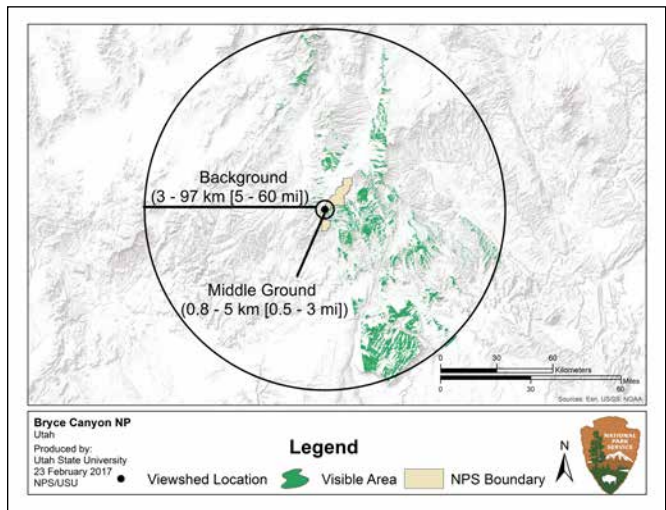 Background
(3 - 97 km [5 - 60 mi])
Middle Ground
(0.8 - 5 km [0.5 - 3 mi])
0 30 60
Kilometers
0 30 60
Miles
Sources: Esri, USGS, NOAA
Bryce Canyon NP
Utah
Produced by:
Utah State University
23 February 2017
NPS/USU
Legend
Viewshed Location
Visible Area
NPS Boundary
N
NATIONAL
PARK
SERVICE